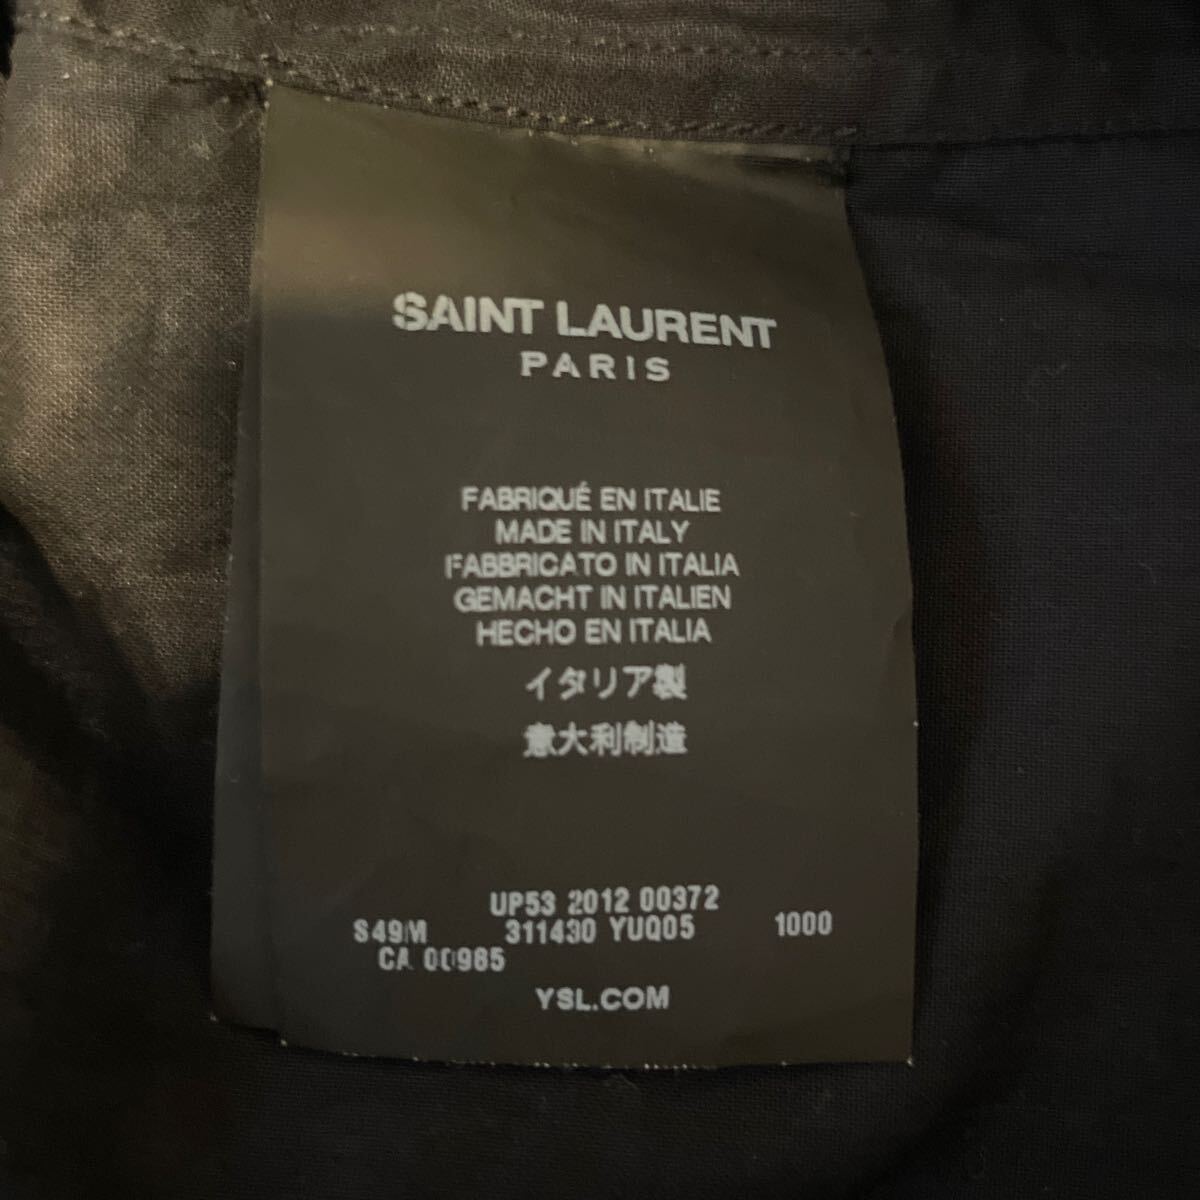 SAINT LAURENT
PARIS
FABRIQUÉ EN ITALIE
MADE IN ITALY
FABBRICATO IN ITALIA
GEMACHT IN ITALIEN
HECHO EN ITALIA
イタリア製
意大利制造
UP53 2012 00372
S49/M 311430 YUQ05 1000
CA 00985
YSL.COM